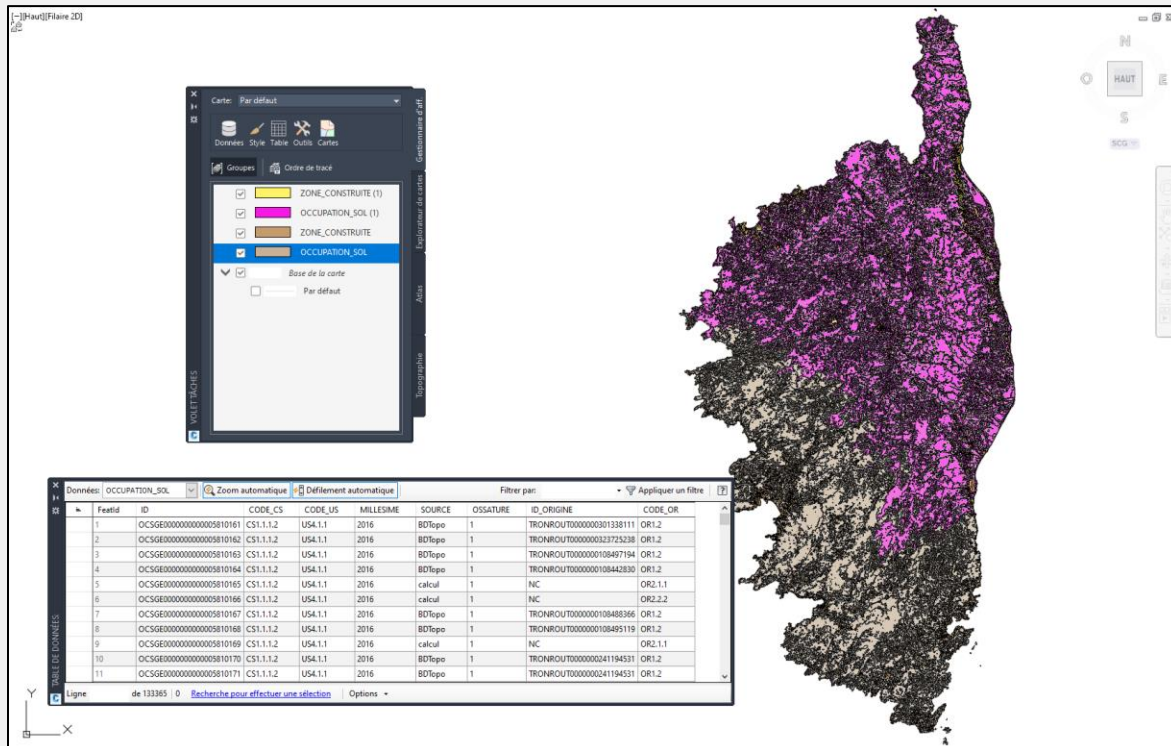 [−][Haut][Filaire 2D]
N
O HAUT E
S
SCG
Carte: Par défaut
Données Style Table Outils Cartes
Groupes Ordre de tracé
ZONE_CONSTRUITE (1)
OCCUPATION_SOL (1)
ZONE_CONSTRUITE
OCCUPATION_SOL
Base de la carte
Par défaut
Gestionnaire d'aff.
Explorateur de cartes
Atlas
Topographie
VOLET TÂCHES
Données: OCCUPATION_SOL Zoom automatique Défilement automatique Filtrer par: Appliquer un filtre ?
FeatId ID CODE_CS CODE_US MILLESIME SOURCE OSSATURE ID_ORIGINE CODE_OR
1 OCSGE0000000000005810161 CS1.1.1.2 US4.1.1 2016 BDTopo 1 TRONROUT0000000301338111 OR1.2
2 OCSGE0000000000005810162 CS1.1.1.2 US4.1.1 2016 BDTopo 1 TRONROUT0000000323725238 OR1.2
3 OCSGE0000000000005810163 CS1.1.1.2 US4.1.1 2016 BDTopo 1 TRONROUT0000000108497194 OR1.2
4 OCSGE0000000000005810164 CS1.1.1.2 US4.1.1 2016 BDTopo 1 TRONROUT0000000108442830 OR1.2
5 OCSGE0000000000005810165 CS1.1.1.2 US4.1.1 2016 calcul 1 NC OR2.1.1
6 OCSGE0000000000005810166 CS1.1.1.2 US4.1.1 2016 calcul 1 NC OR2.2.2
7 OCSGE0000000000005810167 CS1.1.1.2 US4.1.1 2016 BDTopo 1 TRONROUT0000000108488366 OR1.2
8 OCSGE0000000000005810168 CS1.1.1.2 US4.1.1 2016 BDTopo 1 TRONROUT0000000108495119 OR1.2
9 OCSGE0000000000005810169 CS1.1.1.2 US4.1.1 2016 calcul 1 NC OR2.1.1
10 OCSGE0000000000005810170 CS1.1.1.2 US4.1.1 2016 BDTopo 1 TRONROUT0000000241194531 OR1.2
11 OCSGE0000000000005810171 CS1.1.1.2 US4.1.1 2016 BDTopo 1 TRONROUT0000000241194531 OR1.2
Ligne de 133365 0 Recherche pour effectuer une sélection Options
TABLE DE DONNÉES
Y
X